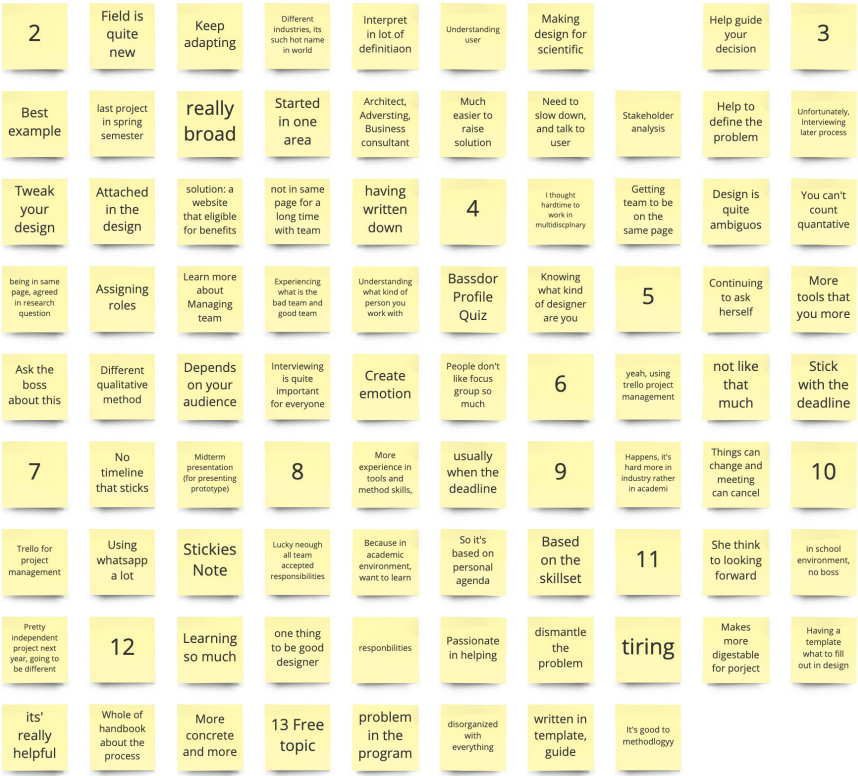 2
Field is
quite
new
Keep
adapting
Different
industries, its
such hot name
in world
Interpret
in lot of
definitiaon
Understanding
user
Making
design for
scientific
Help guide
your
decision
3
Best
example
last project
in spring
semester
really
broad
Started
in one
area
Architect,
Adversting,
Business
consultant
Much
easier to
raise
solution
Need to
slow down,
and talk to
user
Stakeholder
analysis
Help to
define the
problem
Unfortunately,
Interviewing
later process
Tweak
your
design
Attached
in the
design
solution: a
website
that eligible
for benefits
not in same
page for a
long time
with team
having
written
down
4
I thought
hardtime to
work in
multidiscplnary
Getting
team to be
on the
same page
Design is
quite
ambiguos
You can't
count
quantative
being in same
page, agreed
in research
question
Assigning
roles
Learn more
about
Managing
team
Experiencing
what is the
bad team and
good team
Understanding
what kind of
person you
work with
Bassdor
Profile
Quiz
Knowing
what kind
of designer
are you
5
Continuing
to ask
herself
More
tools that
you more
Ask the
boss
about this
Different
qualitative
method
Depends
on your
audience
Interviewing
is quite
important
for everyone
Create
emotion
People don't
like focus
group so
much
6
yeah, using
trello project
management
not like
that
much
Stick
with the
deadline
7
No
timeline
that sticks
Midterm
presentation
(for presenting
prototype)
8
More
experience in
tools and
method skills,
usually
when the
deadline
9
Happens, it's
hard more in
industry rather
in academi
Things can
change and
meeting
can cancel
10
Trello for
project
management
Using
whatsapp
a lot
Stickies
Note
Lucky neough
all team
accepted
responsibilities
Because in
academic
environment,
want to learn
So it's
based on
personal
agenda
Based
on the
skillset
11
She think
to looking
forward
in school
environment,
no boss
Pretty
independent
project next
year, going to
be different
12
Learning
so much
one thing
to be good
designer
responbilities
Passionate
in helping
dismantle
the
problem
tiring
Makes
more
digestable
for porject
Having a
template
what to fill
out in design
its'
really
helpful
Whole of
handbook
about the
process
More
concrete
and more
13 Free
topic
problem
in the
program
disorganized
with
everything
written in
template,
guide
It's good to
methodlogyy